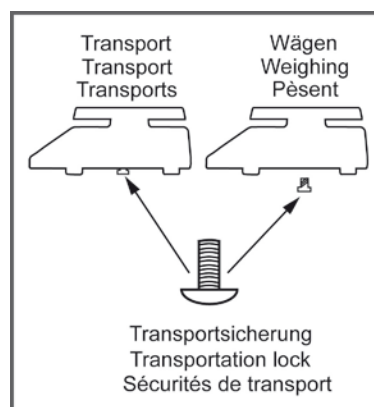 Transport
Transport
Transports
Wägen
Weighing
Pèsent
Transportsicherung
Transportation lock
Sécurités de transport